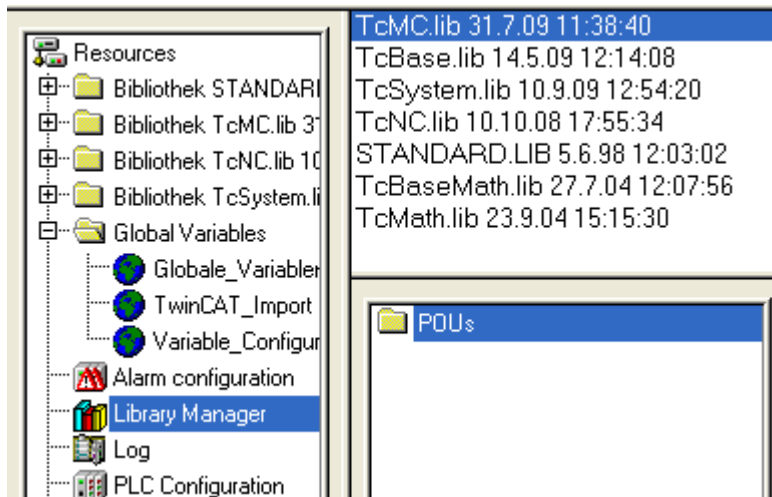 Resources
Bibliothek STANDARI
Bibliothek TcMC.lib 3
Bibliothek TcNC.lib 10
Bibliothek TcSystem.li
Global Variables
Globale_Variabler
TwinCAT_Import
Variable_Configur
Alarm configuration
Library Manager
Log
PLC Configuration
TcMC.lib 31.7.09 11:38:40
TcBase.lib 14.5.09 12:14:08
TcSystem.lib 10.9.09 12:54:20
TcNC.lib 10.10.08 17:55:34
STANDARD.LIB 5.6.98 12:03:02
TcBaseMath.lib 27.7.04 12:07:56
TcMath.lib 23.9.04 15:15:30
POUs